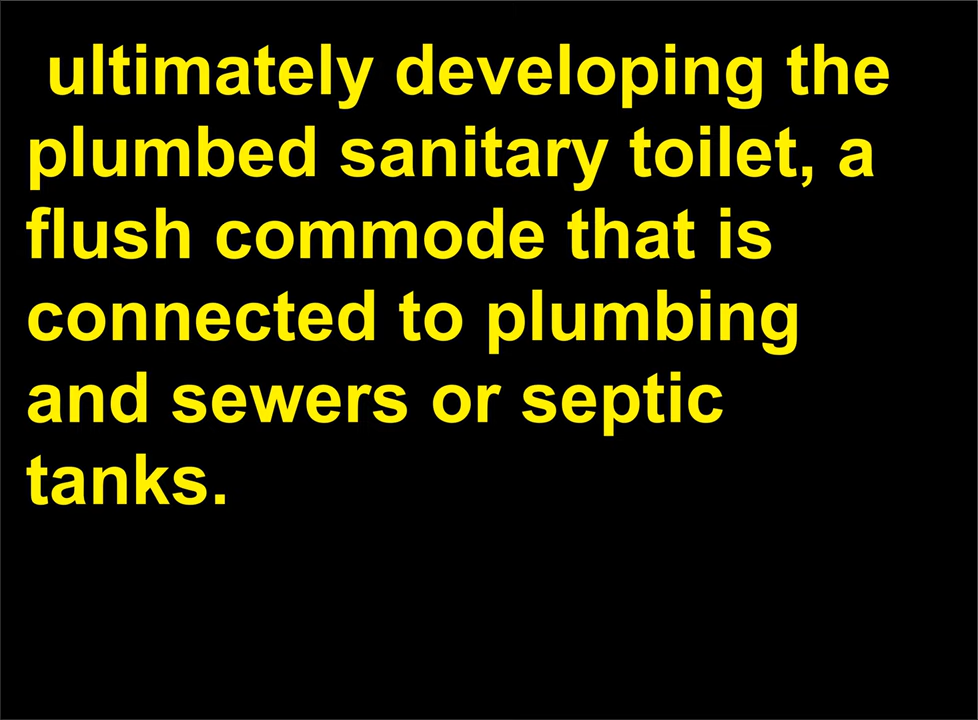 ultimately developing the
plumbed sanitary toilet, a
flush commode that is
connected to plumbing
and sewers or septic
tanks.